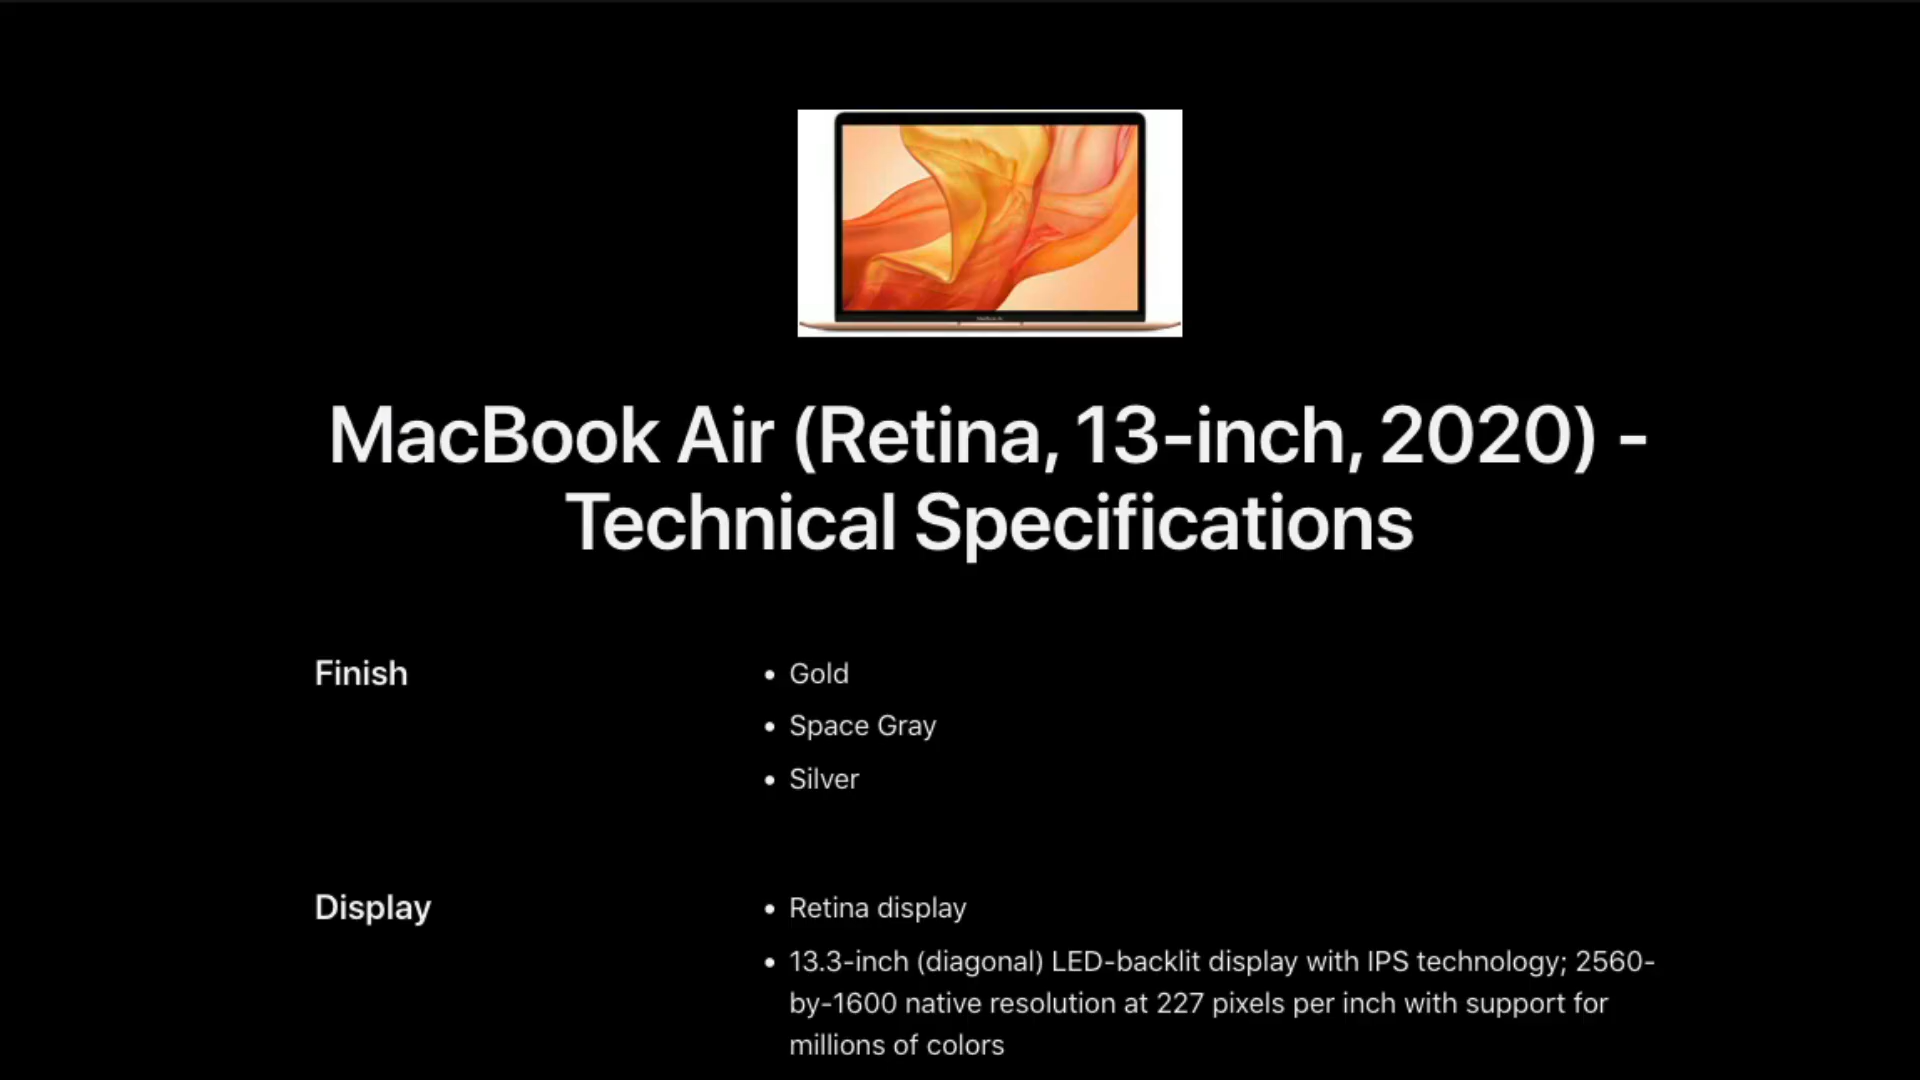 MacBook Air (Retina, 13-inch, 2020) -
Technical Specifications
Finish
• Gold
• Space Gray
• Silver
Display
• Retina display
• 13.3-inch (diagonal) LED-backlit display with IPS technology; 2560-
by-1600 native resolution at 227 pixels per inch with support for
millions of colors